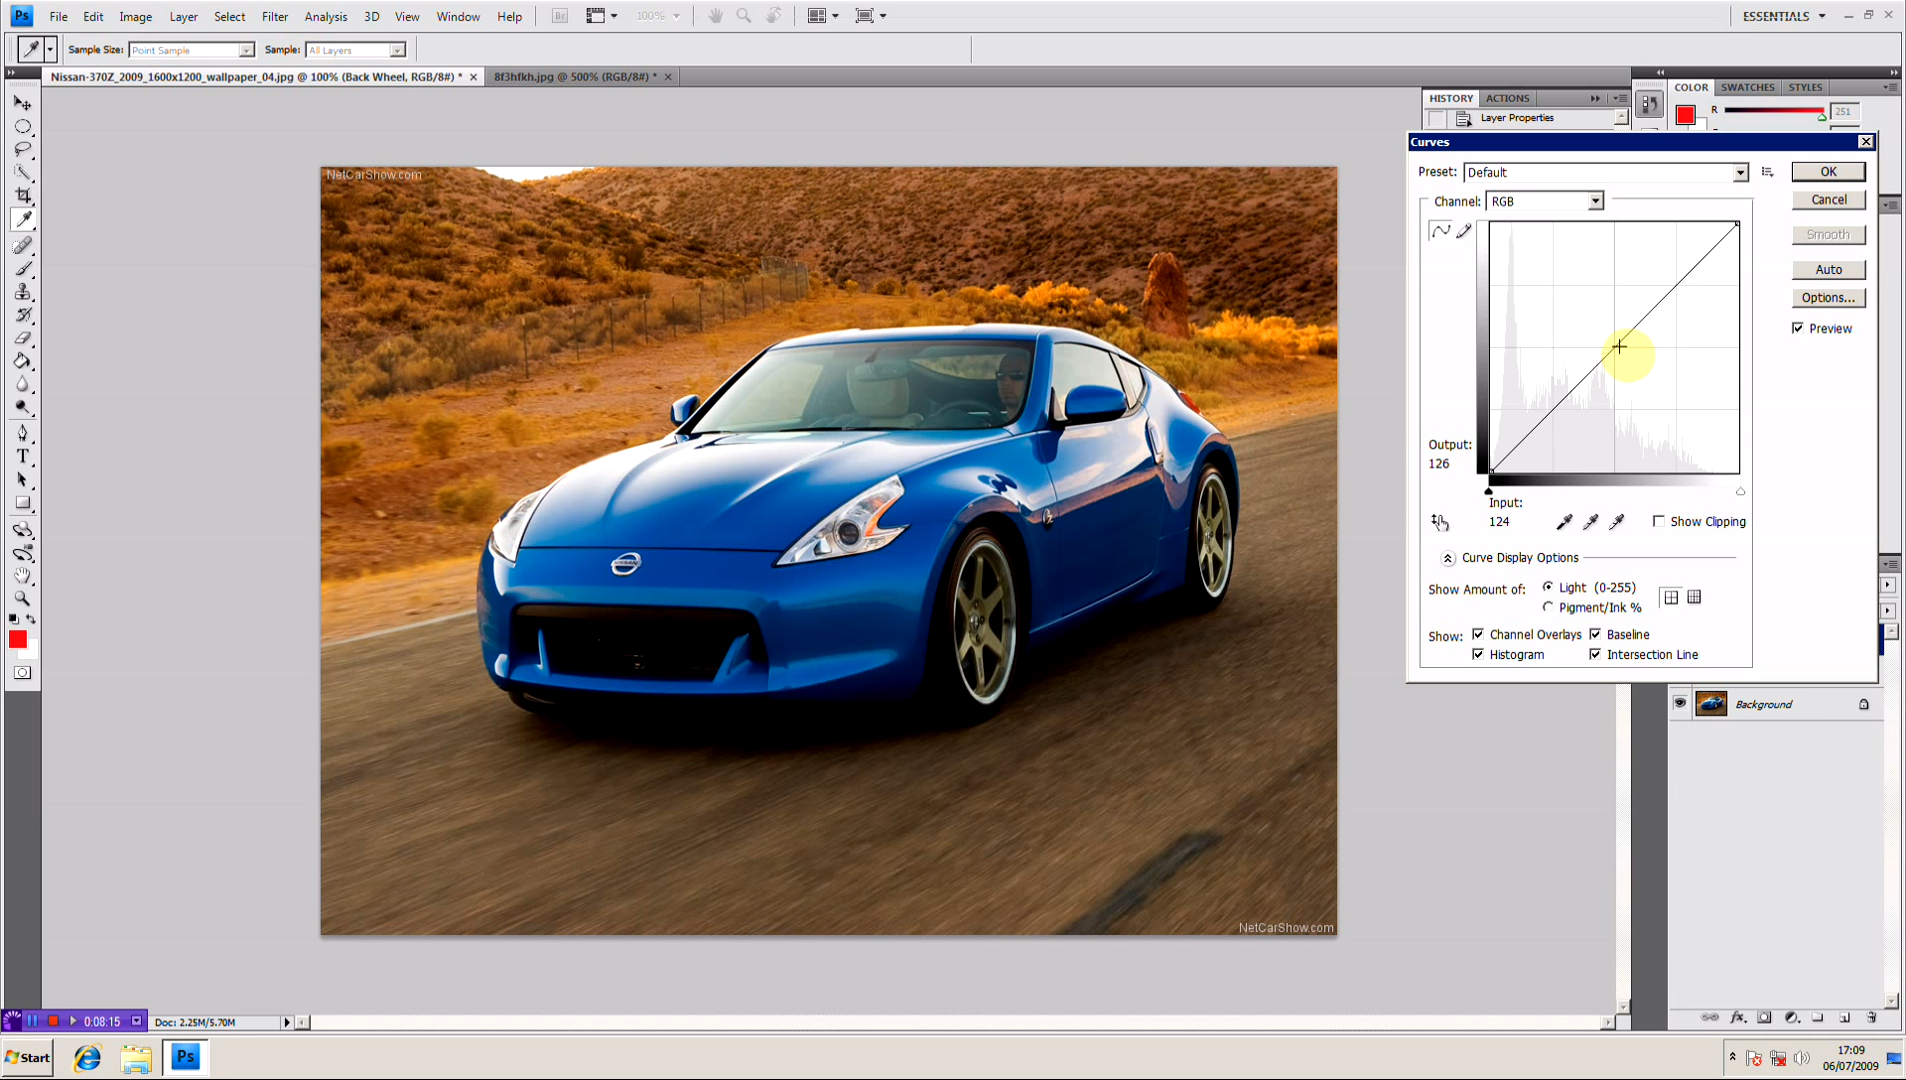 Ps File Edit Image Layer Select Filter Analysis 3D View Window Help Br 100% ESSENTIALS
Sample Size: Point Sample Sample: All Layers
Nissan-370Z_2009_1600x1200_wallpaper_04.jpg @ 100% (Back Wheel, RGB/8#) * 8f3hfkh.jpg @ 500% (RGB/8#) *
HISTORY ACTIONS
Layer Properties
COLOR SWATCHES STYLES
R 251
Curves
Preset: Default OK
Channel: RGB Cancel
Smooth
Auto
Options...
Preview
Output:
126
Input:
124
Show Clipping
Curve Display Options
Show Amount of: Light (0-255)
Pigment/Ink %
Show: Channel Overlays Baseline
Histogram Intersection Line
Background
NetCarShow.com
NISSAN
NetCarShow.com
0:08:15 Doc: 2.25M/5.70M
Start Ps
17:09
06/07/2009